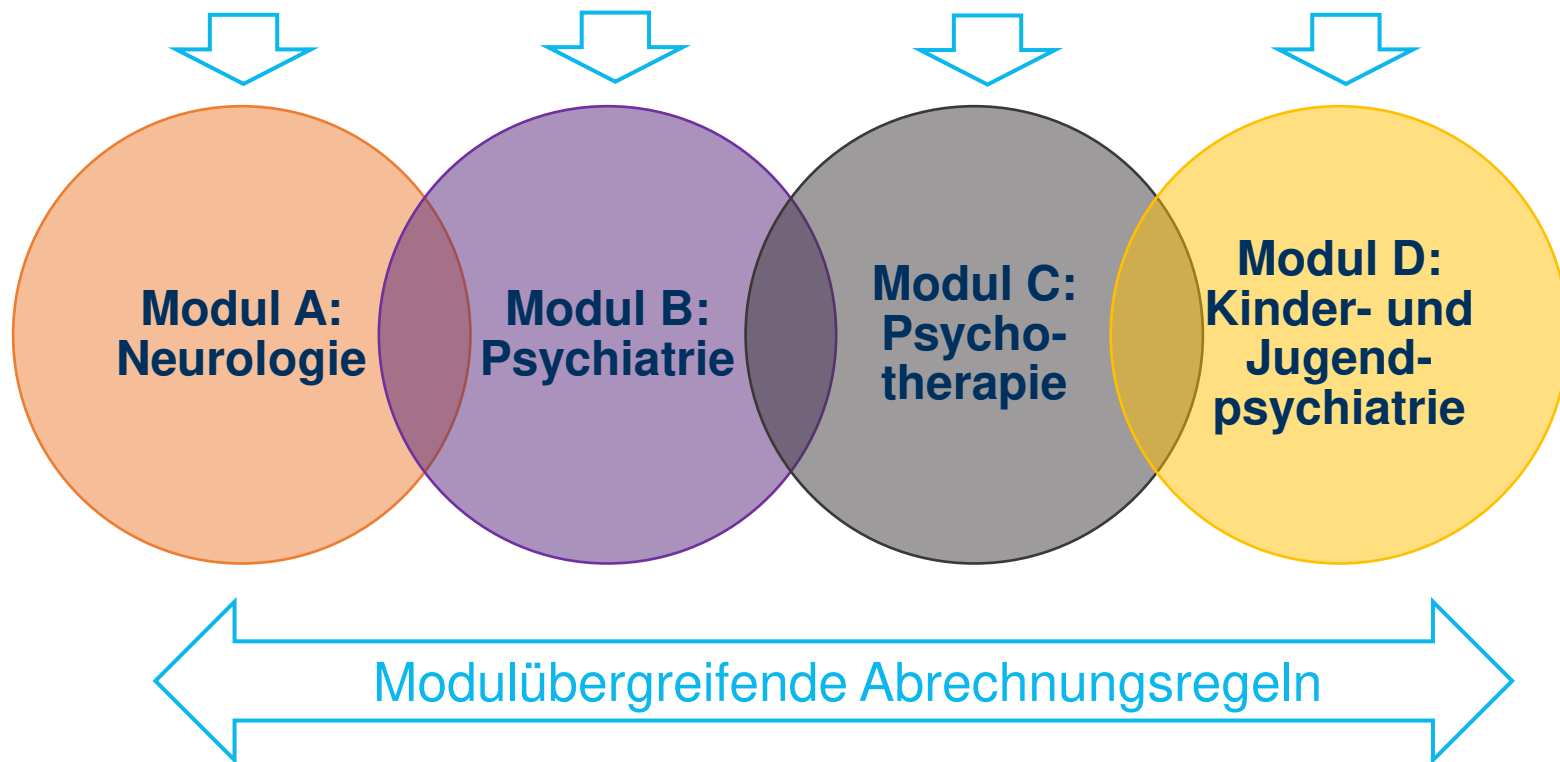 Modul A:
Neurologie
Modul B:
Psychiatrie
Modul C:
Psycho-
therapie
Modul D:
Kinder- und
Jugend-
psychiatrie
Modulübergreifende Abrechnungsregeln